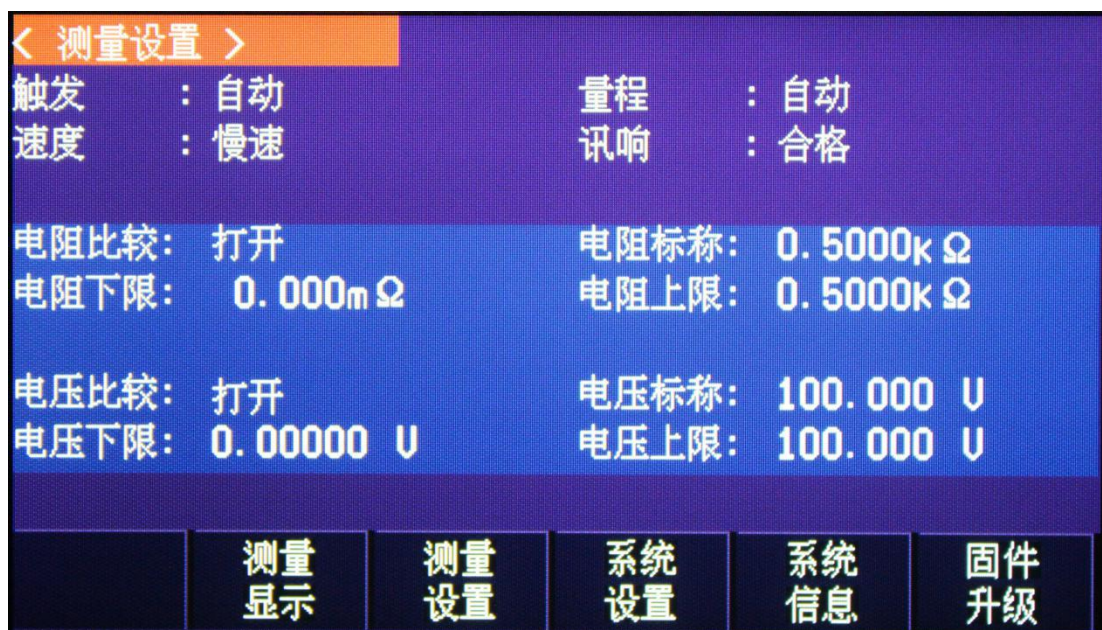 < 测量设置 >
触发 : 自动 量程 : 自动
速度 : 慢速 讯响 : 合格
电阻比较: 打开 电阻标称: 0.5000KΩ
电阻下限: 0.000mΩ 电阻上限: 0.5000KΩ
电压比较: 打开 电压标称: 100.000 V
电压下限: 0.00000 V 电压上限: 100.000 V
测量显示 测量设置 系统设置 系统信息 固件升级